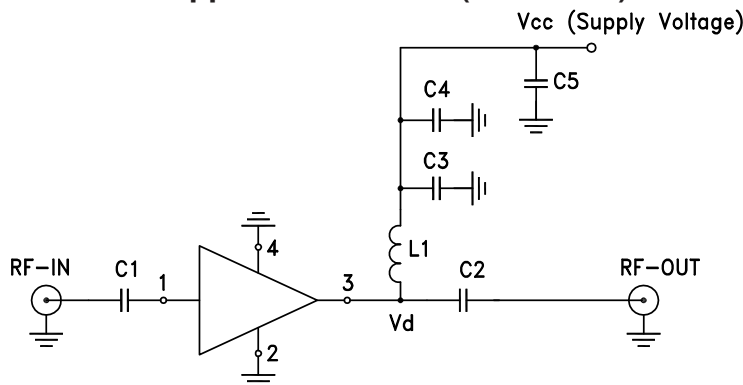 Vcc (Supply Voltage)
C5
C4
C3
4
L1
RF-IN
C1
1
3
C2
RF-OUT
Vd
2